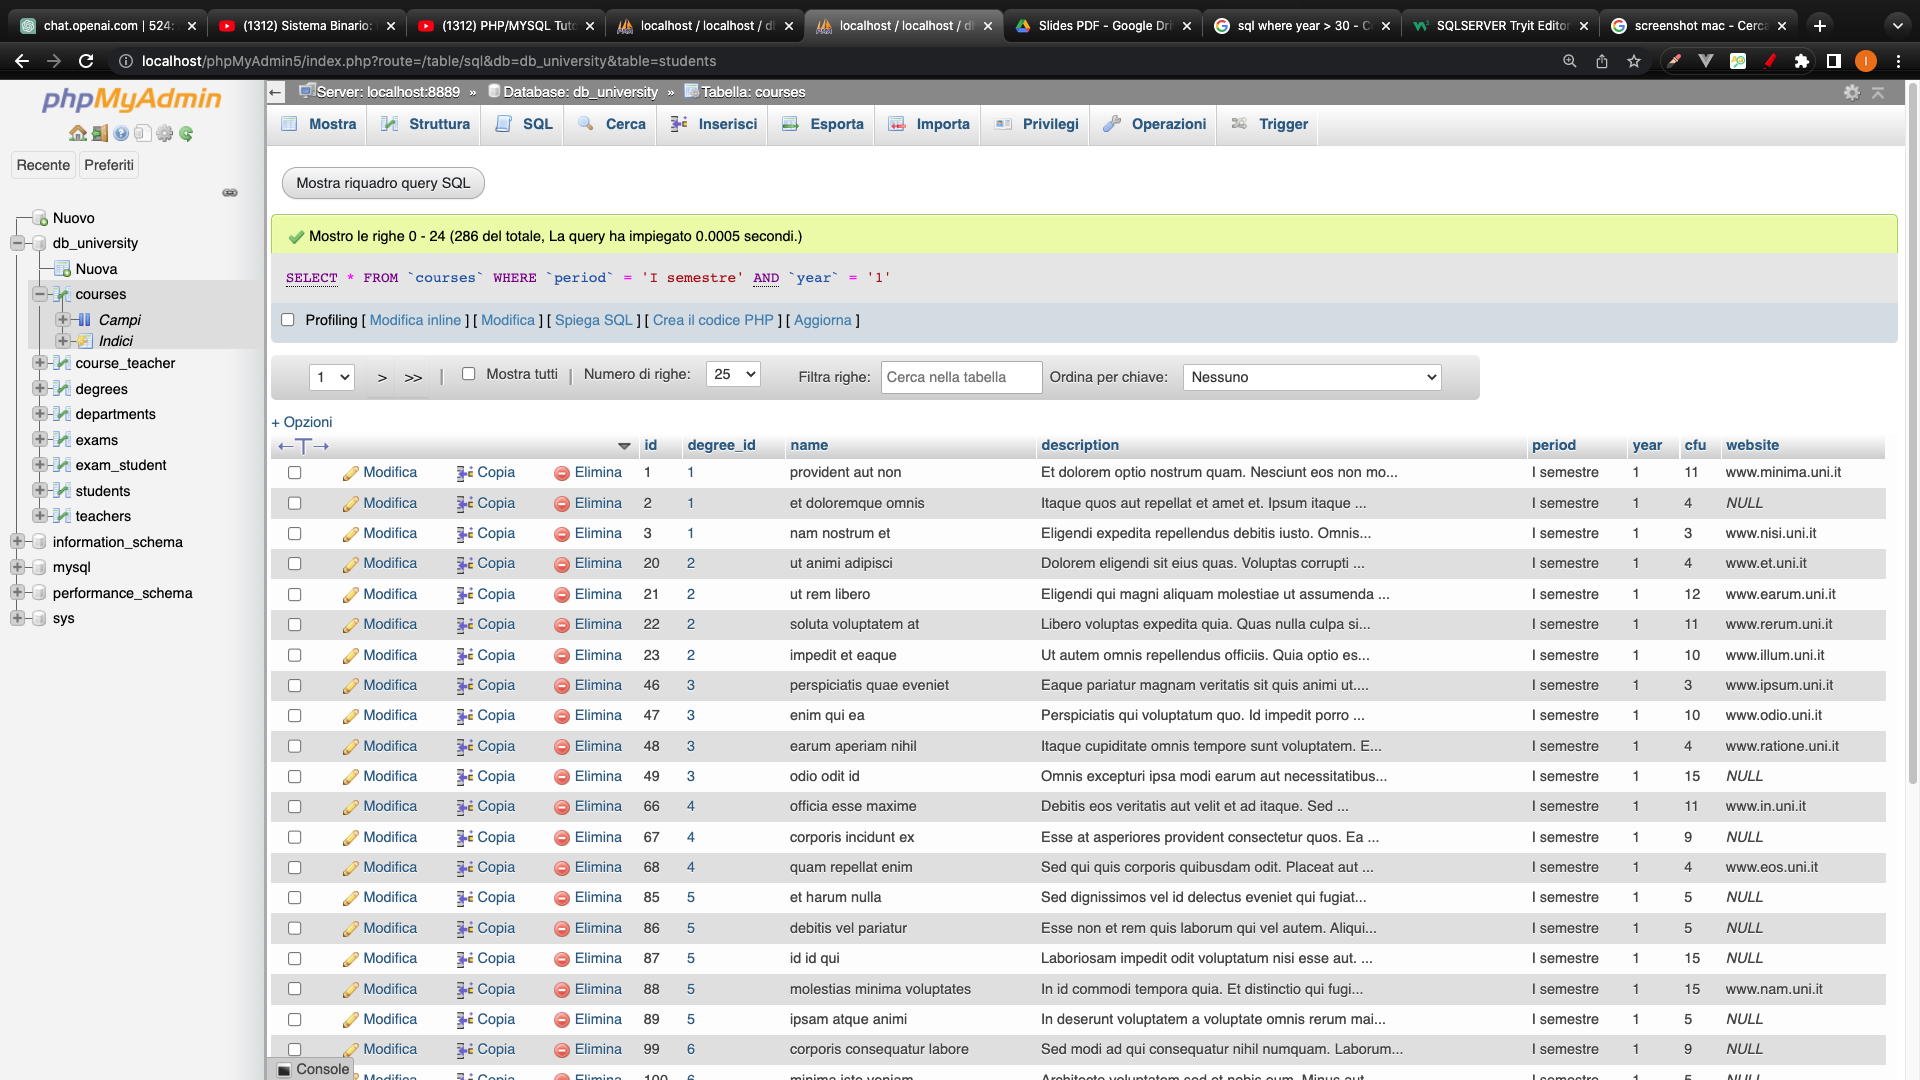 chat.openai.com | 524:
(1312) Sistema Binario:
(1312) PHP/MYSQL Tuto
localhost / localhost / db
localhost / localhost / db
Slides PDF - Google Dri
sql where year > 30 - C
SQLSERVER Tryit Editor
screenshot mac - Cerca
localhost/phpMyAdmin5/index.php?route=/table/sql&db=db_university&table=students
I
phpMyAdmin
Recente
Preferiti
Nuovo
db_university
Nuova
courses
Campi
Indici
course_teacher
degrees
departments
exams
exam_student
students
teachers
information_schema
mysql
performance_schema
sys
Server: localhost:8889 » Database: db_university » Tabella: courses
Mostra Struttura SQL Cerca Inserisci Esporta Importa Privilegi Operazioni Trigger
Mostra riquadro query SQL
Mostro le righe 0 - 24 (286 del totale, La query ha impiegato 0.0005 secondi.)
SELECT * FROM `courses` WHERE `period` = 'I semestre' AND `year` = '1'
Profiling [ Modifica inline ] [ Modifica ] [ Spiega SQL ] [ Crea il codice PHP ] [ Aggiorna ]
1 > >> | Mostra tutti | Numero di righe: 25 Filtra righe: Cerca nella tabella Ordina per chiave: Nessuno
+ Opzioni
←T→ id degree_id name description period year cfu website
Modifica Copia Elimina 1 1 provident aut non Et dolorem optio nostrum quam. Nesciunt eos non mo... I semestre 1 11 www.minima.uni.it
Modifica Copia Elimina 2 1 et doloremque omnis Itaque quos aut repellat et amet et. Ipsum itaque ... I semestre 1 4 NULL
Modifica Copia Elimina 3 1 nam nostrum et Eligendi expedita repellendus debitis iusto. Omnis... I semestre 1 3 www.nisi.uni.it
Modifica Copia Elimina 20 2 ut animi adipisci Dolorem eligendi sit eius quas. Voluptas corrupti ... I semestre 1 4 www.et.uni.it
Modifica Copia Elimina 21 2 ut rem libero Eligendi qui magni aliquam molestiae ut assumenda ... I semestre 1 12 www.earum.uni.it
Modifica Copia Elimina 22 2 soluta voluptatem at Libero voluptas expedita quia. Quas nulla culpa si... I semestre 1 11 www.rerum.uni.it
Modifica Copia Elimina 23 2 impedit et eaque Ut autem omnis repellendus officiis. Quia optio es... I semestre 1 10 www.illum.uni.it
Modifica Copia Elimina 46 3 perspiciatis quae eveniet Eaque pariatur magnam veritatis sit quis animi ut.... I semestre 1 3 www.ipsum.uni.it
Modifica Copia Elimina 47 3 enim qui ea Perspiciatis qui voluptatum quo. Id impedit porro ... I semestre 1 10 www.odio.uni.it
Modifica Copia Elimina 48 3 earum aperiam nihil Itaque cupiditate omnis tempore sunt voluptatem. E... I semestre 1 4 www.ratione.uni.it
Modifica Copia Elimina 49 3 odio odit id Omnis excepturi ipsa modi earum aut necessitatibus... I semestre 1 15 NULL
Modifica Copia Elimina 66 4 officia esse maxime Debitis eos veritatis aut velit et ad itaque. Sed ... I semestre 1 11 www.in.uni.it
Modifica Copia Elimina 67 4 corporis incidunt ex Esse at asperiores provident consectetur quos. Ea ... I semestre 1 9 NULL
Modifica Copia Elimina 68 4 quam repellat enim Sed qui quis corporis quibusdam odit. Placeat aut ... I semestre 1 4 www.eos.uni.it
Modifica Copia Elimina 85 5 et harum nulla Sed dignissimos vel id delectus eveniet qui fugiat... I semestre 1 5 NULL
Modifica Copia Elimina 86 5 debitis vel pariatur Esse non et rem quis laborum qui vel autem. Aliqui... I semestre 1 5 NULL
Modifica Copia Elimina 87 5 id id qui Laboriosam impedit odit voluptatum nisi esse aut. ... I semestre 1 15 NULL
Modifica Copia Elimina 88 5 molestias minima voluptates In id commodi tempora quia. Et distinctio qui fugi... I semestre 1 15 www.nam.uni.it
Modifica Copia Elimina 89 5 ipsam atque animi In deserunt voluptatem a voluptate omnis rerum mai... I semestre 1 5 NULL
Modifica Copia Elimina 99 6 corporis consequatur labore Sed modi ad qui consequatur nihil numquam. Laborum... I semestre 1 9 NULL
Modifica Copia Elimina 100 6 minima iste veniam Architecto voluptatem sed et nobis eum. Minus aut I semestre 1 5 NULL
Console